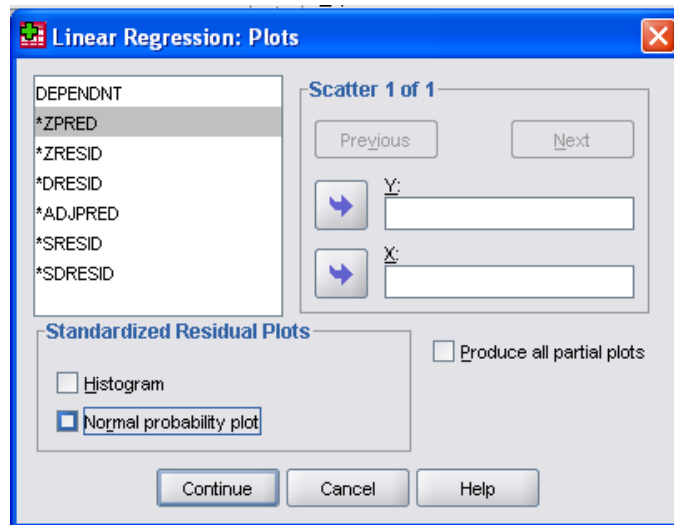 Linear Regression: Plots
DEPENDNT
*ZPRED
*ZRESID
*DRESID
*ADJPRED
*SRESID
*SDRESID
Scatter 1 of 1
Previous
Next
Y:
X:
Standardized Residual Plots
Histogram
Normal probability plot
Produce all partial plots
Continue
Cancel
Help